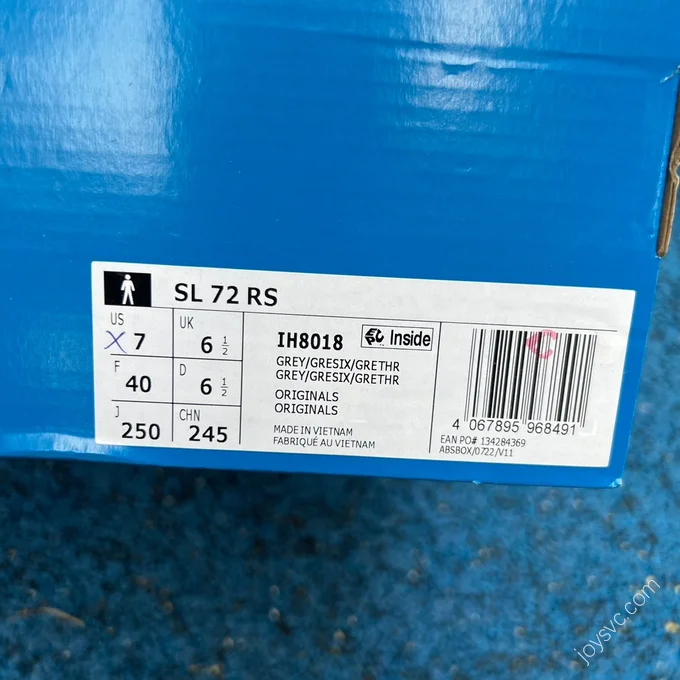 SL 72 RS
US
7
UK
6 1/2
F
40
D
6 1/2
J
250
CHN
245
IH8018
Inside
GREY/GRESIX/GRETHR
GREY/GRESIX/GRETHR
ORIGINALS
ORIGINALS
MADE IN VIETNAM
FABRIQUÉ AU VIETNAM
4 067895 968491
EAN PO# 134284369
ABSBOX/0722/V11
joysvc.com